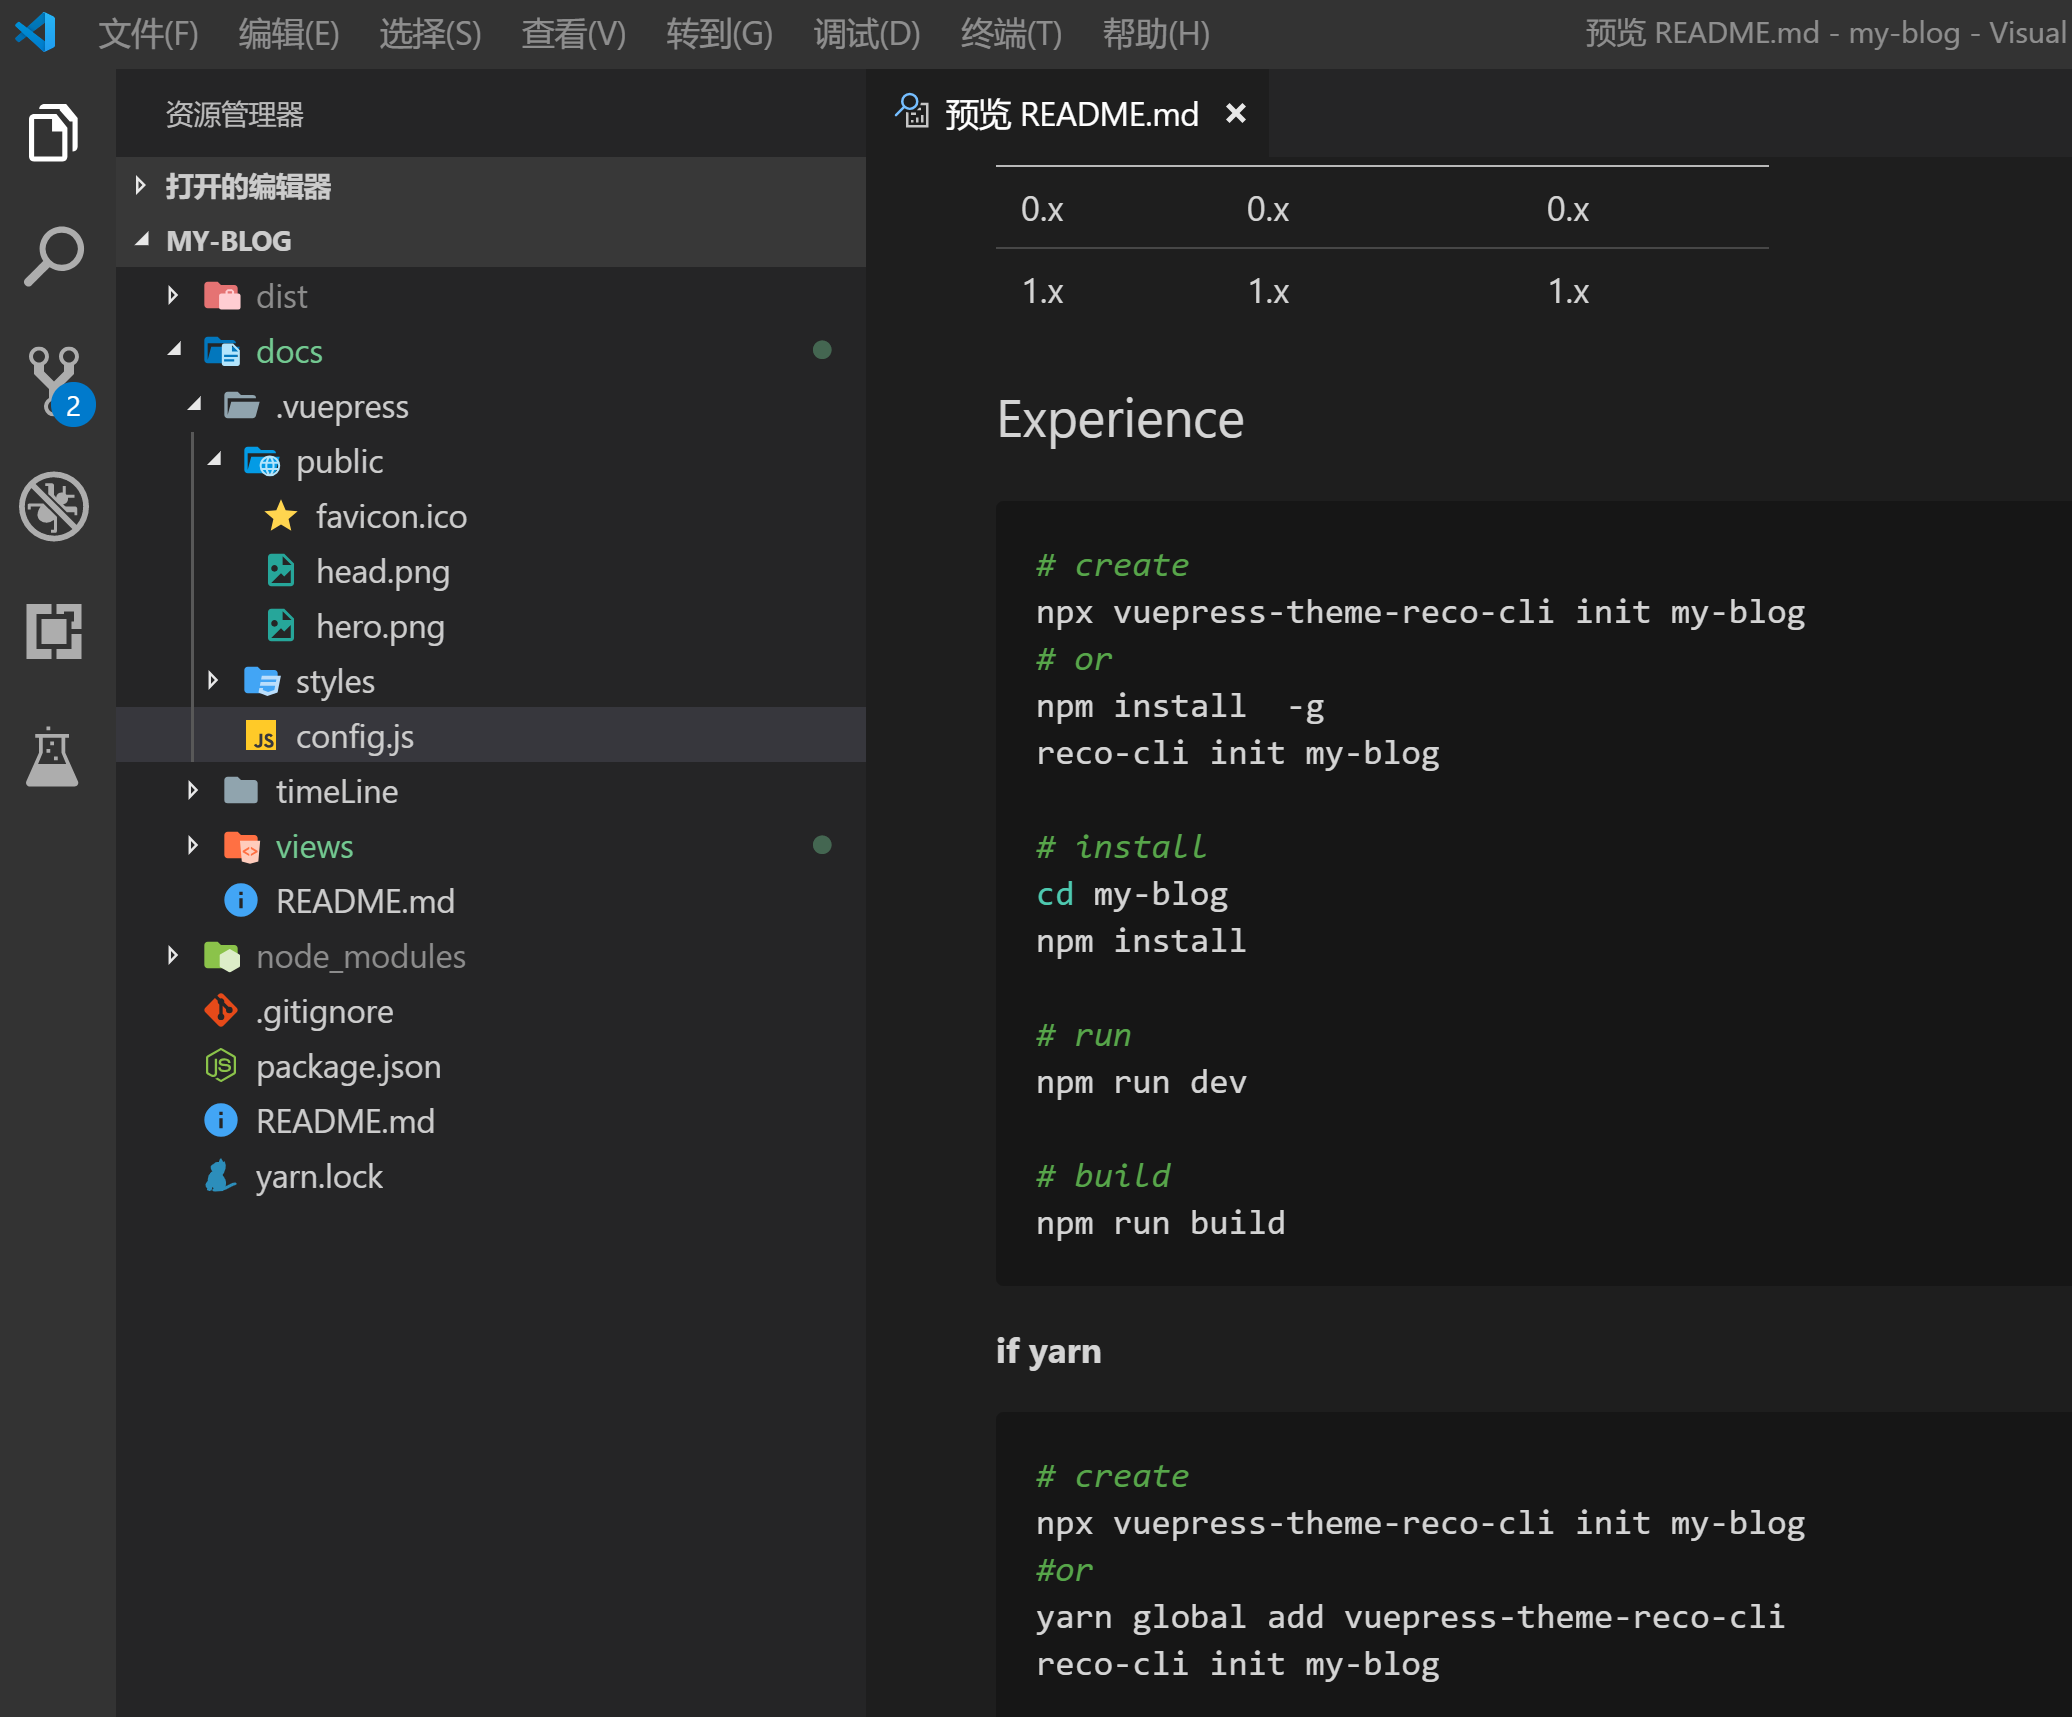 文件(F) 编辑(E) 选择(S) 查看(V) 转到(G) 调试(D) 终端(T) 帮助(H) 预览 README.md - my-blog - Visual
资源管理器
打开的编辑器
MY-BLOG
dist
docs
.vuepress
public
favicon.ico
head.png
hero.png
styles
JS config.js
timeLine
views
README.md
node_modules
.gitignore
package.json
README.md
yarn.lock
2
预览 README.md
0.x 0.x 0.x
1.x 1.x 1.x
Experience
# create
npx vuepress-theme-reco-cli init my-blog
# or
npm install  -g
reco-cli init my-blog
# install
cd my-blog
npm install
# run
npm run dev
# build
npm run build
if yarn
# create
npx vuepress-theme-reco-cli init my-blog
#or
yarn global add vuepress-theme-reco-cli
reco-cli init my-blog